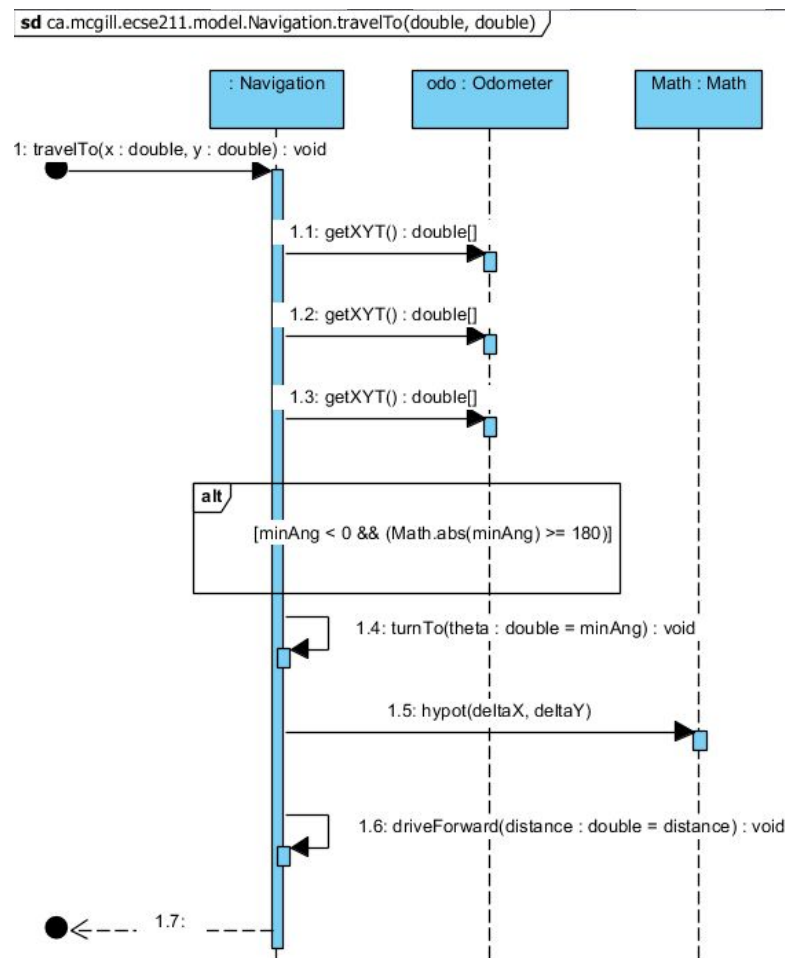 sd ca.mcgill.ecse211.model.Navigation.travelTo(double, double)
: Navigation
odo : Odometer
Math : Math
1: travelTo(x : double, y : double) : void
1.1: getXYT() : double[]
1.2: getXYT() : double[]
1.3: getXYT() : double[]
alt
[minAng < 0 && (Math.abs(minAng) >= 180)]
1.4: turnTo(theta : double = minAng) : void
1.5: hypot(deltaX, deltaY)
1.6: driveForward(distance : double = distance) : void
1.7: